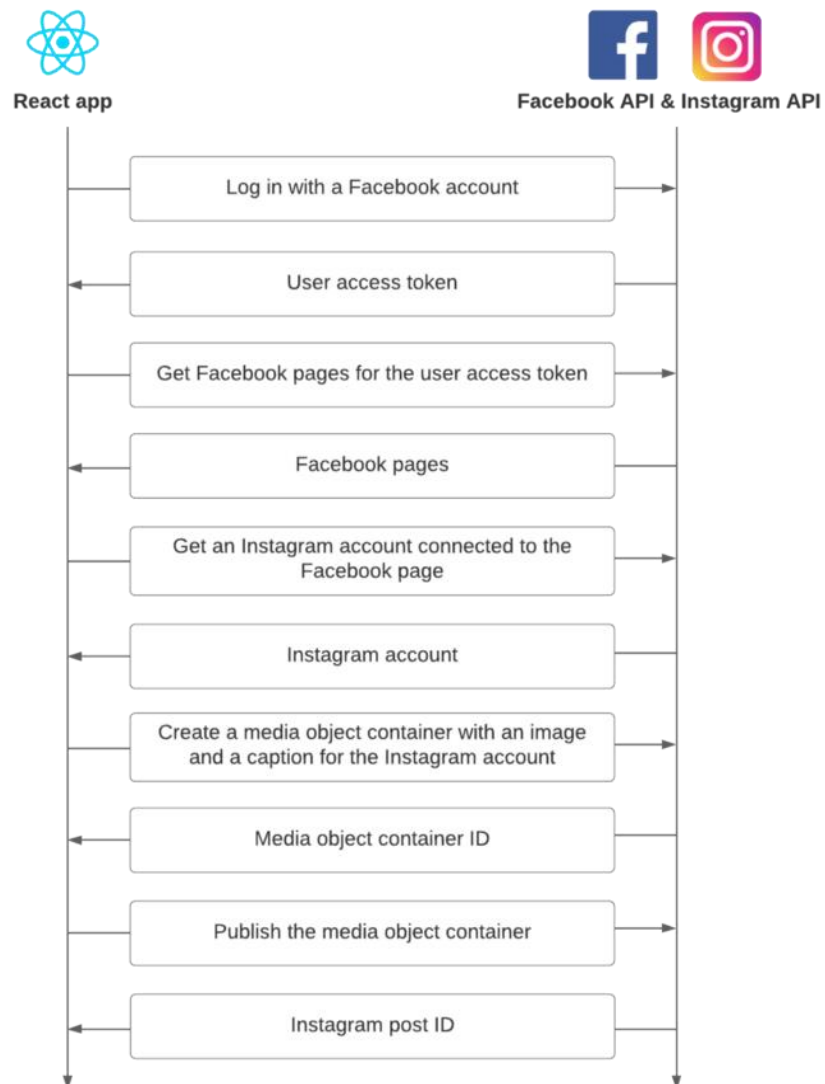 React app
Facebook API & Instagram API
Log in with a Facebook account
User access token
Get Facebook pages for the user access token
Facebook pages
Get an Instagram account connected to the
Facebook page
Instagram account
Create a media object container with an image
and a caption for the Instagram account
Media object container ID
Publish the media object container
Instagram post ID